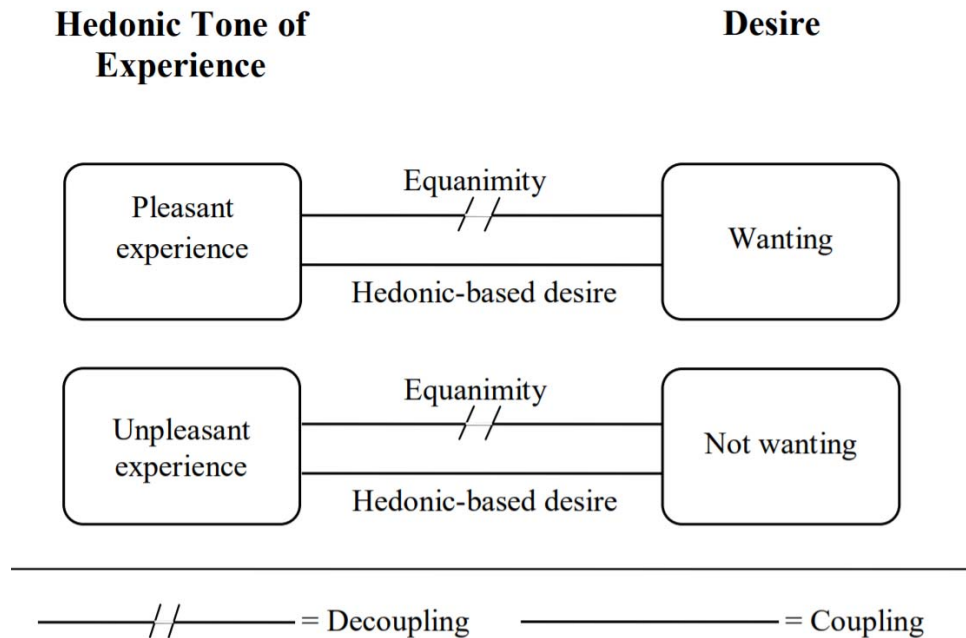 Hedonic Tone of
Experience
Desire
Equanimity
Pleasant
experience
Wanting
Hedonic-based desire
Equanimity
Unpleasant
experience
Not wanting
Hedonic-based desire
= Decoupling
= Coupling